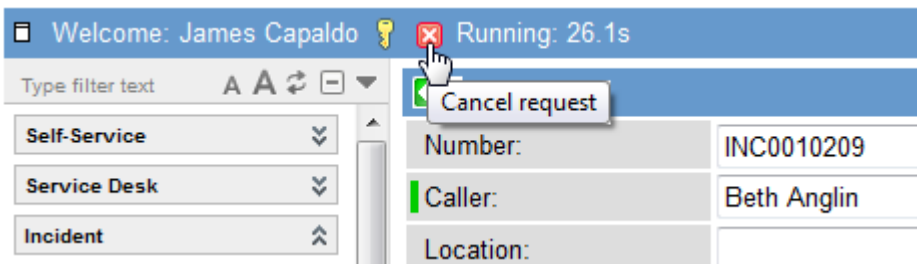 Welcome: James Capaldo Running: 26.1s
Type filter text A A
Cancel request
Self-Service
Number: INC0010209
Service Desk
Caller: Beth Anglin
Incident
Location: